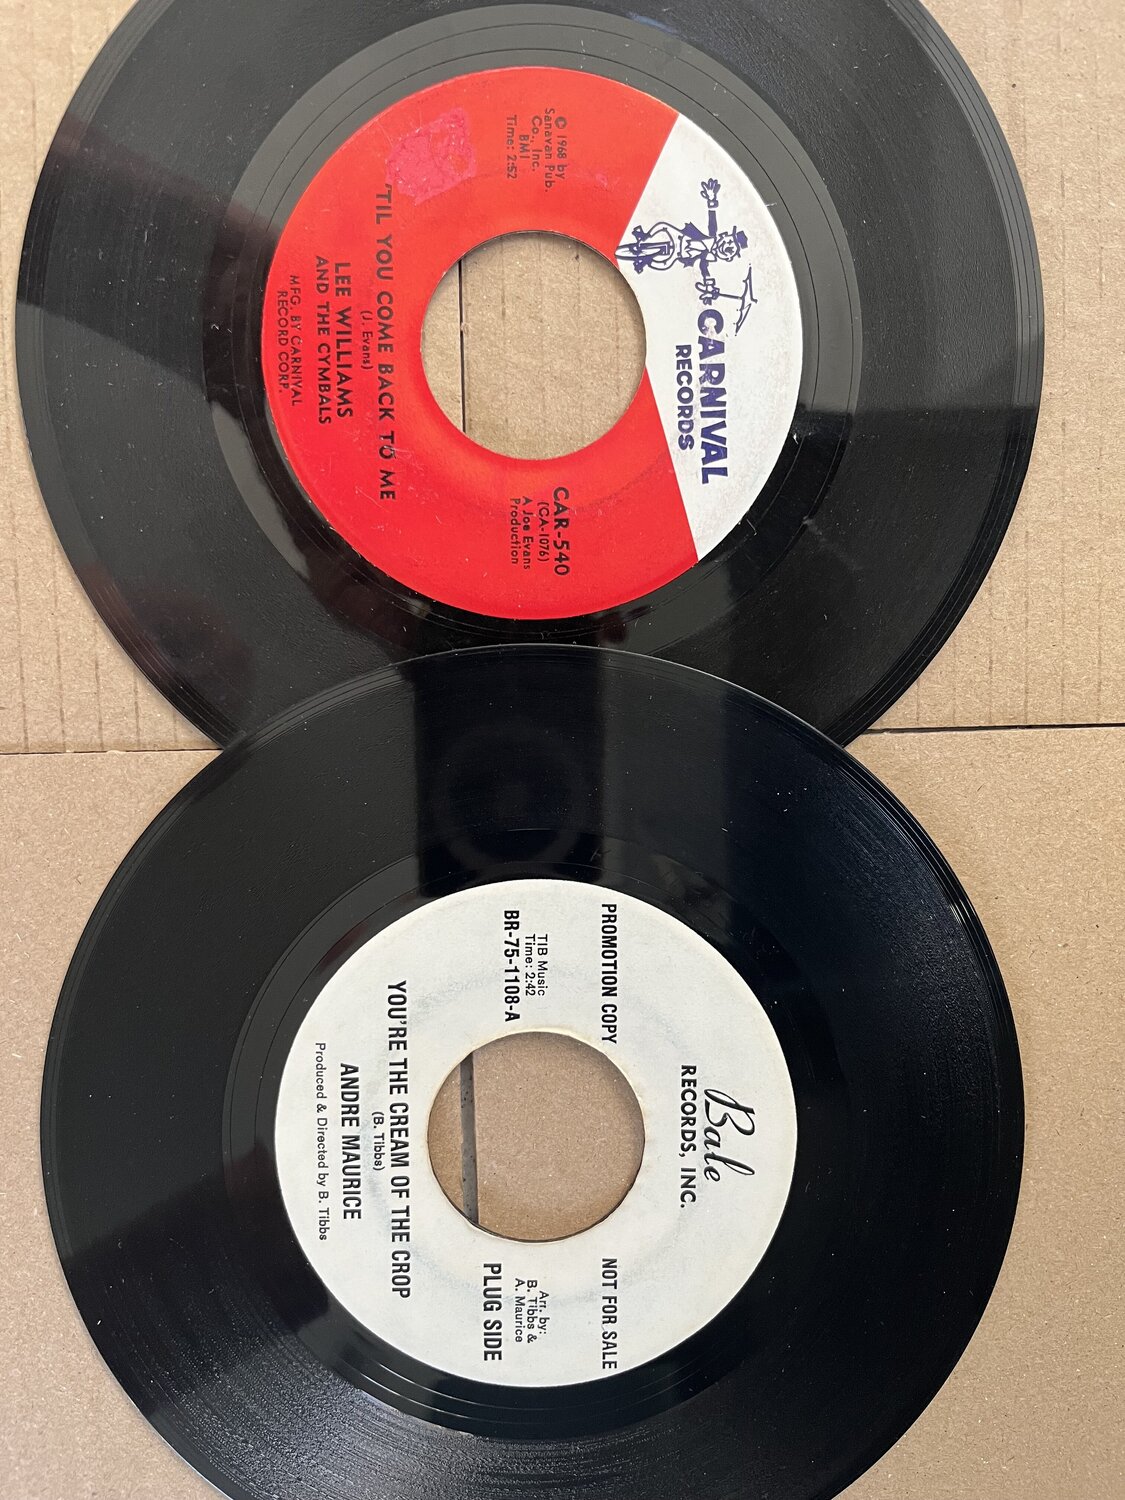 CARNIVAL
RECORDS
© 1968 by
Sanavan Pub.
Co., Inc.
BMI
Time: 2:52
CAR-540
(CA-1076)
A Joe Evans
Production
'TIL YOU COME BACK TO ME
(J. Evans)
LEE WILLIAMS
AND THE CYMBALS
MFG. BY CARNIVAL
RECORD CORP.
Bale
RECORDS, INC.
PROMOTION COPY
NOT FOR SALE
TIB Music
Time: 2:42
BR-75-1108-A
Arr. by:
B. Tibbs &
A. Maurice
PLUG SIDE
YOU'RE THE CREAM OF THE CROP
(B. Tibbs)
ANDRE MAURICE
Produced & Directed by B. Tibbs